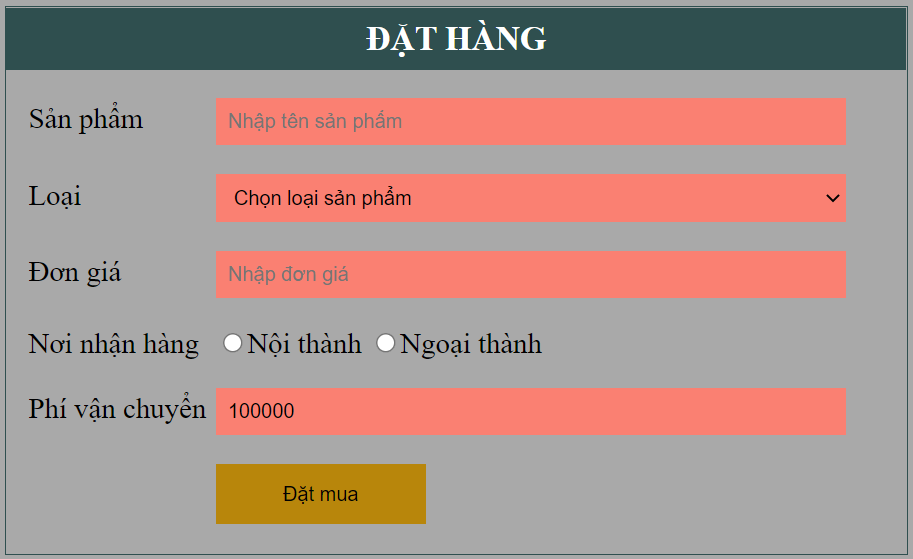 ĐẶT HÀNG
Sản phẩm Nhập tên sản phẩm
Loại Chọn loại sản phẩm
Đơn giá Nhập đơn giá
Nơi nhận hàng Nội thành Ngoại thành
Phí vận chuyển 100000
Đặt mua